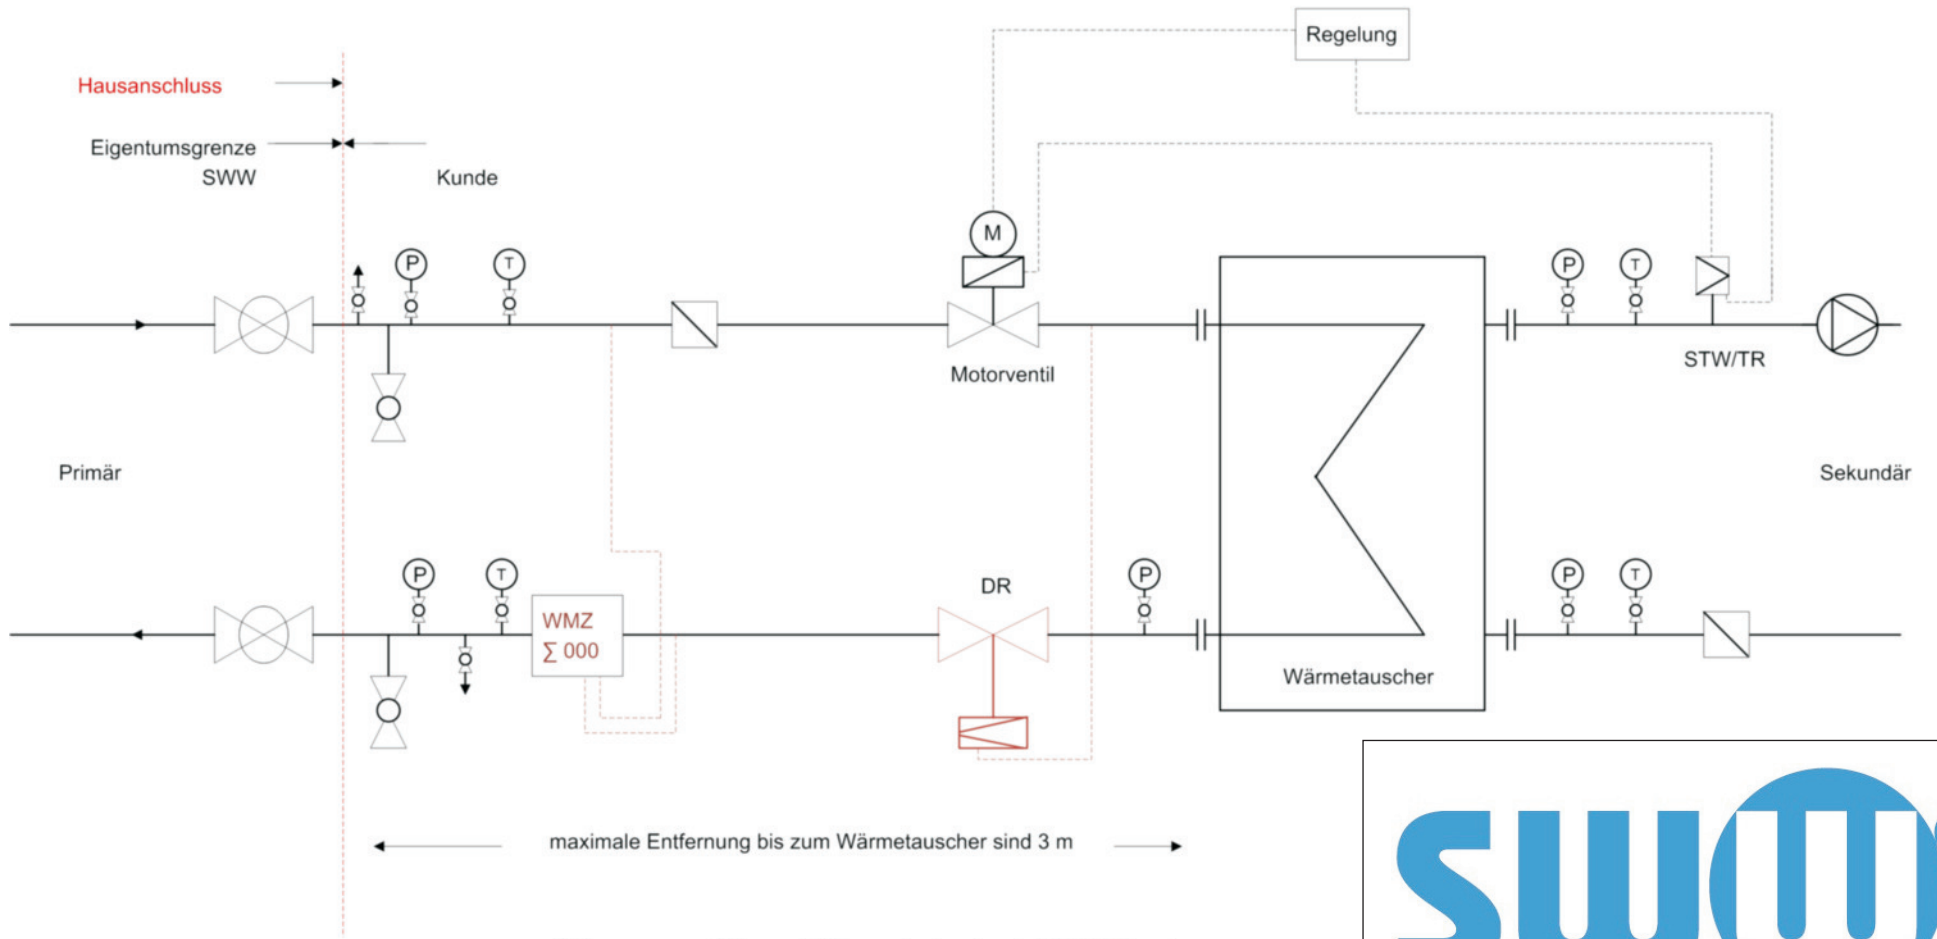 Regelung
Hausanschluss
Eigentumsgrenze
SWW
Kunde
M
P
T
P
T
Motorventil
STW/TR
Primär
Sekundär
P
T
WMZ
∑ 000
DR
P
P
T
Wärmetauscher
maximale Entfernung bis zum Wärmetauscher sind 3 m
sww